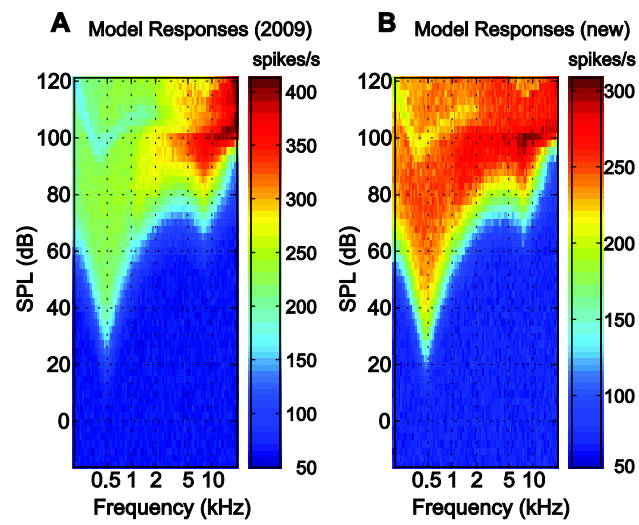 A Model Responses (2009)
spikes/s
120
100
80
60
40
20
0
SPL (dB)
0.5 1 2 5 10
Frequency (kHz)
400
350
300
250
200
150
100
50
B Model Responses (new)
spikes/s
120
100
80
60
40
20
0
SPL (dB)
0.5 1 2 5 10
Frequency (kHz)
300
250
200
150
100
50